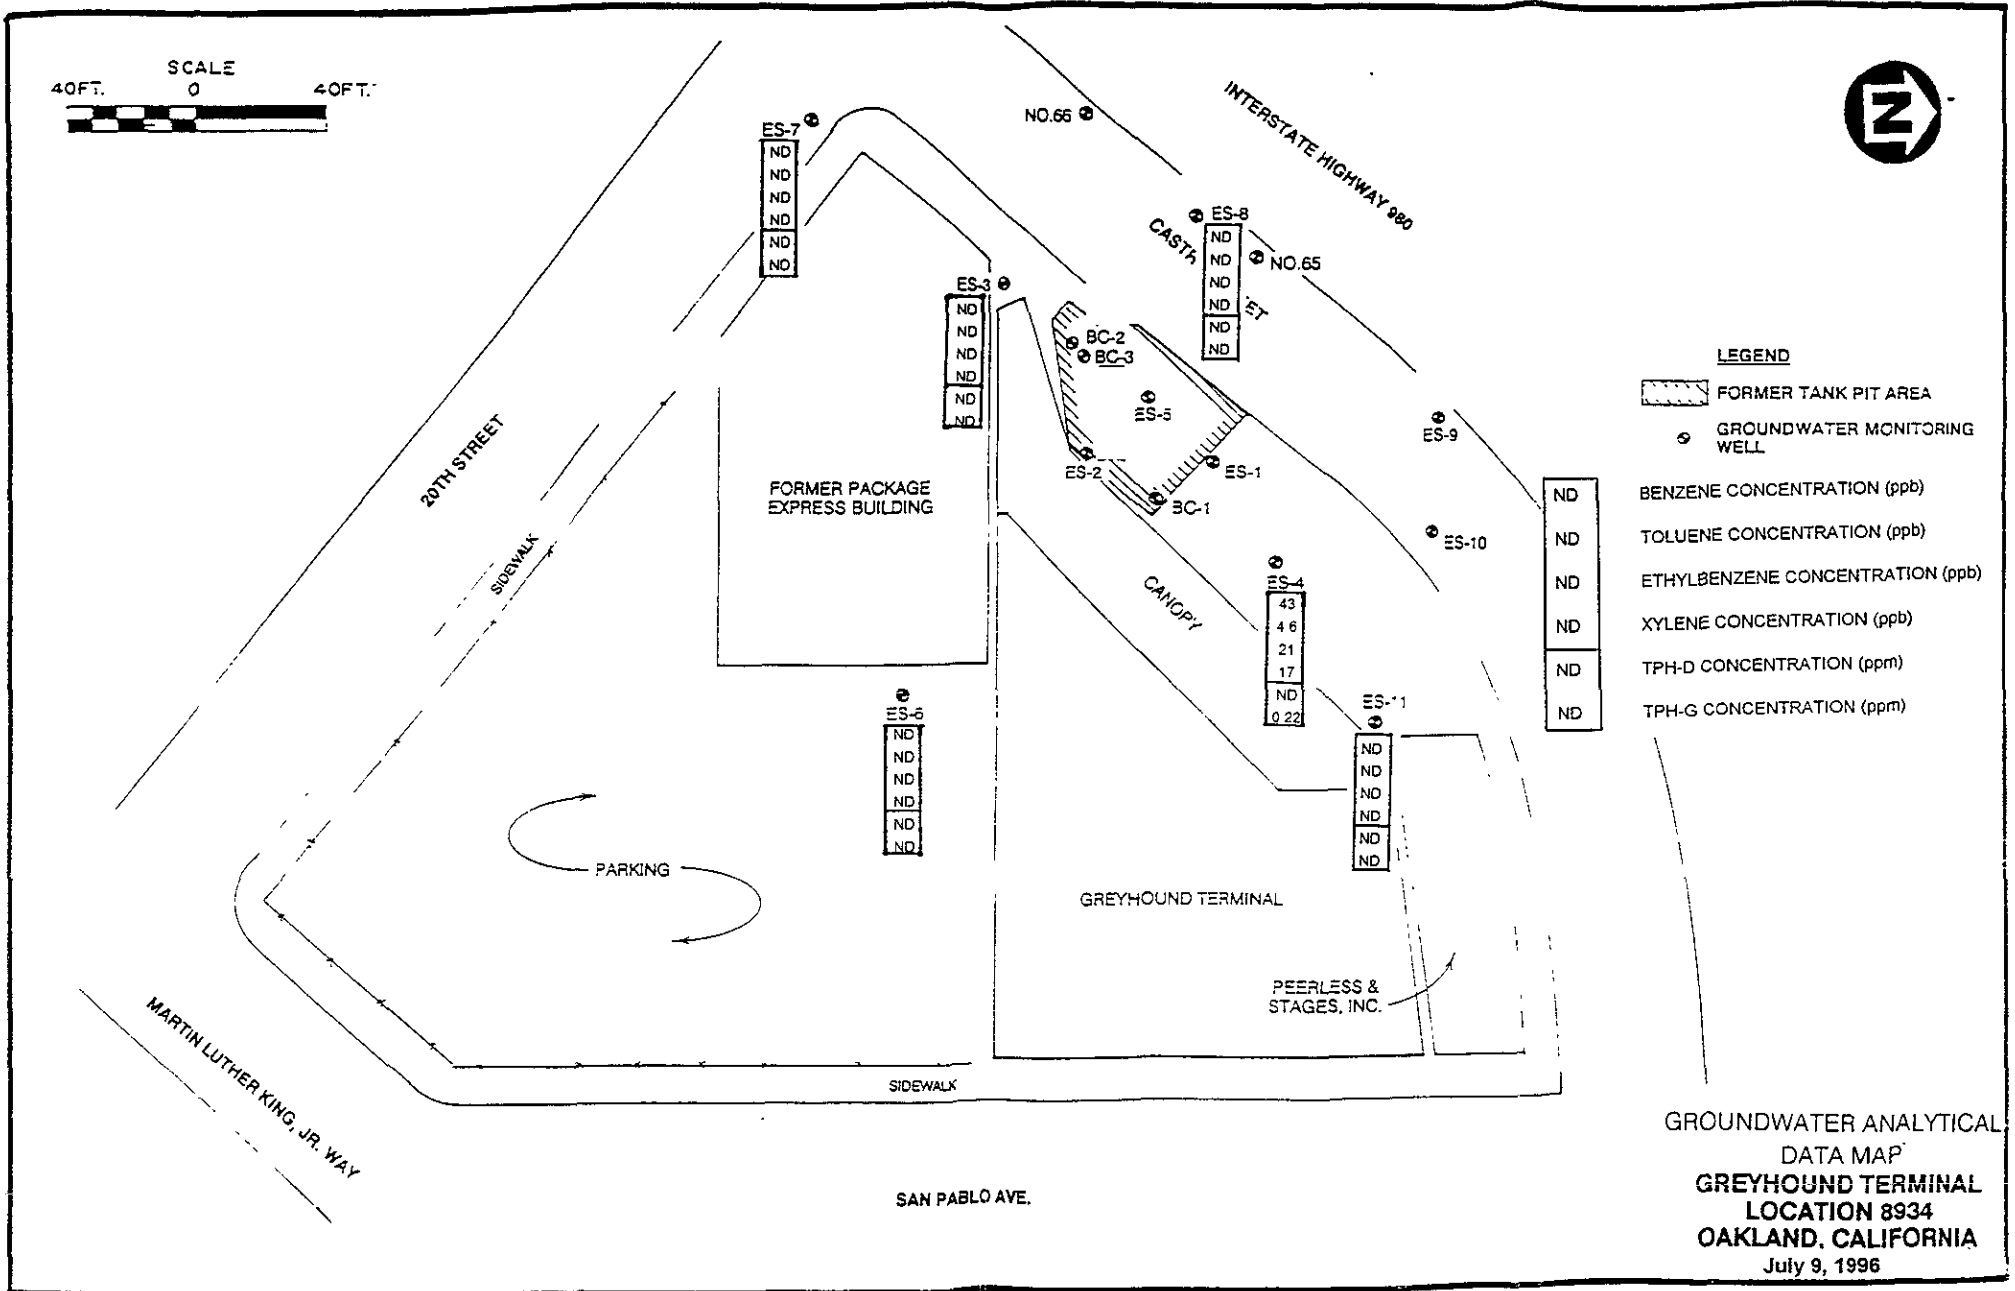 SCALE
40FT. 0 40FT.
N
INTERSTATE HIGHWAY 980
NO.66
ES-7
ND
ND
ND
ND
ND
ND
ES-8
ND
ND
ND
ND
ND
ND
NO.65
ES-3
ND
ND
ND
ND
ND
ND
BC-2
BC-3
ES-5
ES-2
ES-1
BC-1
ES-9
ES-10
20TH STREET
SIDEWALK
FORMER PACKAGE
EXPRESS BUILDING
CANOPY
ES-4
43
4 6
21
17
ND
0 22
ES-11
ND
ND
ND
ND
ND
ND
ES-6
ND
ND
ND
ND
ND
ND
PARKING
GREYHOUND TERMINAL
PEERLESS &
STAGES, INC.
SIDEWALK
MARTIN LUTHER KING, JR. WAY
SAN PABLO AVE.
LEGEND
FORMER TANK PIT AREA
GROUNDWATER MONITORING
WELL
ND BENZENE CONCENTRATION (ppb)
ND TOLUENE CONCENTRATION (ppb)
ND ETHYLBENZENE CONCENTRATION (ppb)
ND XYLENE CONCENTRATION (ppb)
ND TPH-D CONCENTRATION (ppm)
ND TPH-G CONCENTRATION (ppm)
GROUNDWATER ANALYTICAL
DATA MAP
GREYHOUND TERMINAL
LOCATION 8934
OAKLAND, CALIFORNIA
July 9, 1996